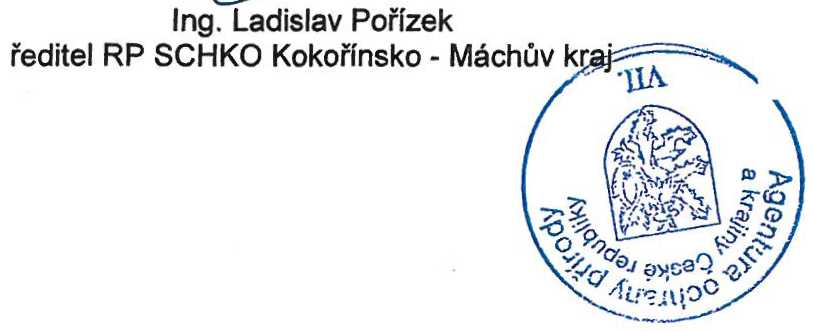 Ing. Ladislav Pořízek
ředitel RP SCHKO Kokořínsko - Máchův kraj
VII.
Agentura ochrany přírody
a krajiny České republiky